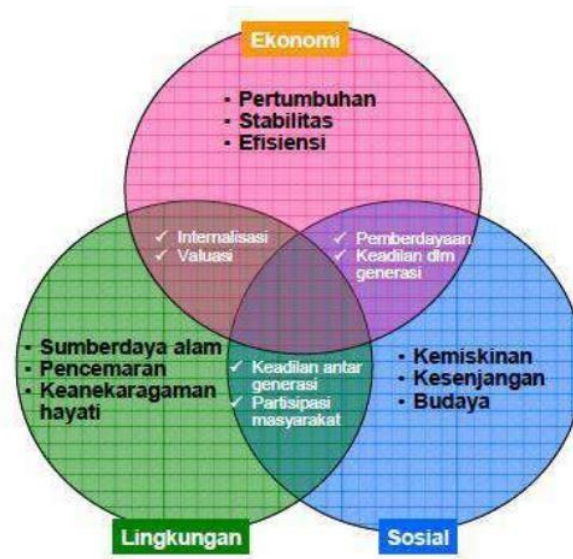 Ekonomi
▪ Pertumbuhan
▪ Stabilitas
▪ Efisiensi
✓ Internalisasi
✓ Valuasi
✓ Pemberdayaan
✓ Keadilan dlm
generasi
▪ Sumberdaya alam
▪ Pencemaran
▪ Keanekaragaman
hayati
✓ Keadilan antar
generasi
✓ Partisipasi
masyarakat
▪ Kemiskinan
▪ Kesenjangan
▪ Budaya
Lingkungan
Sosial